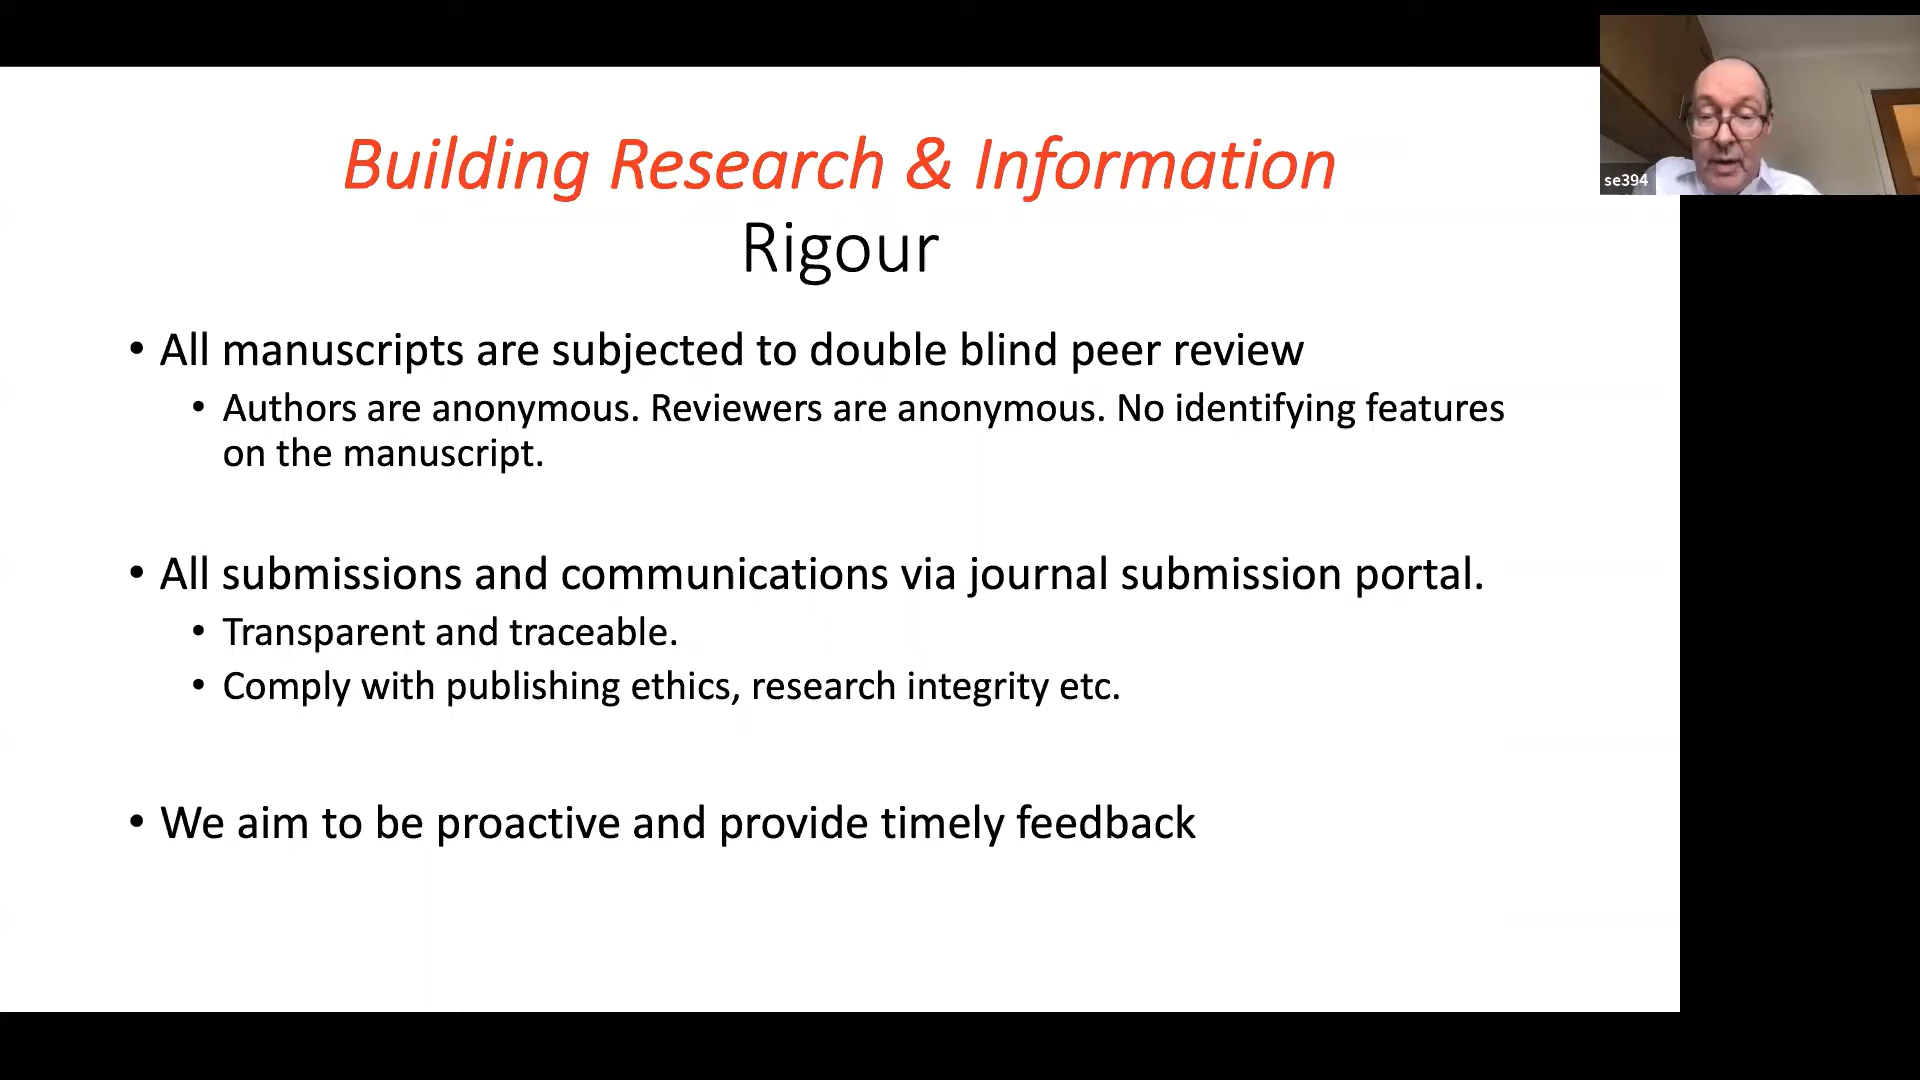 Building Research & Information
Rigour
• All manuscripts are subjected to double blind peer review
• Authors are anonymous. Reviewers are anonymous. No identifying features
on the manuscript.
• All submissions and communications via journal submission portal.
• Transparent and traceable.
• Comply with publishing ethics, research integrity etc.
• We aim to be proactive and provide timely feedback
se394